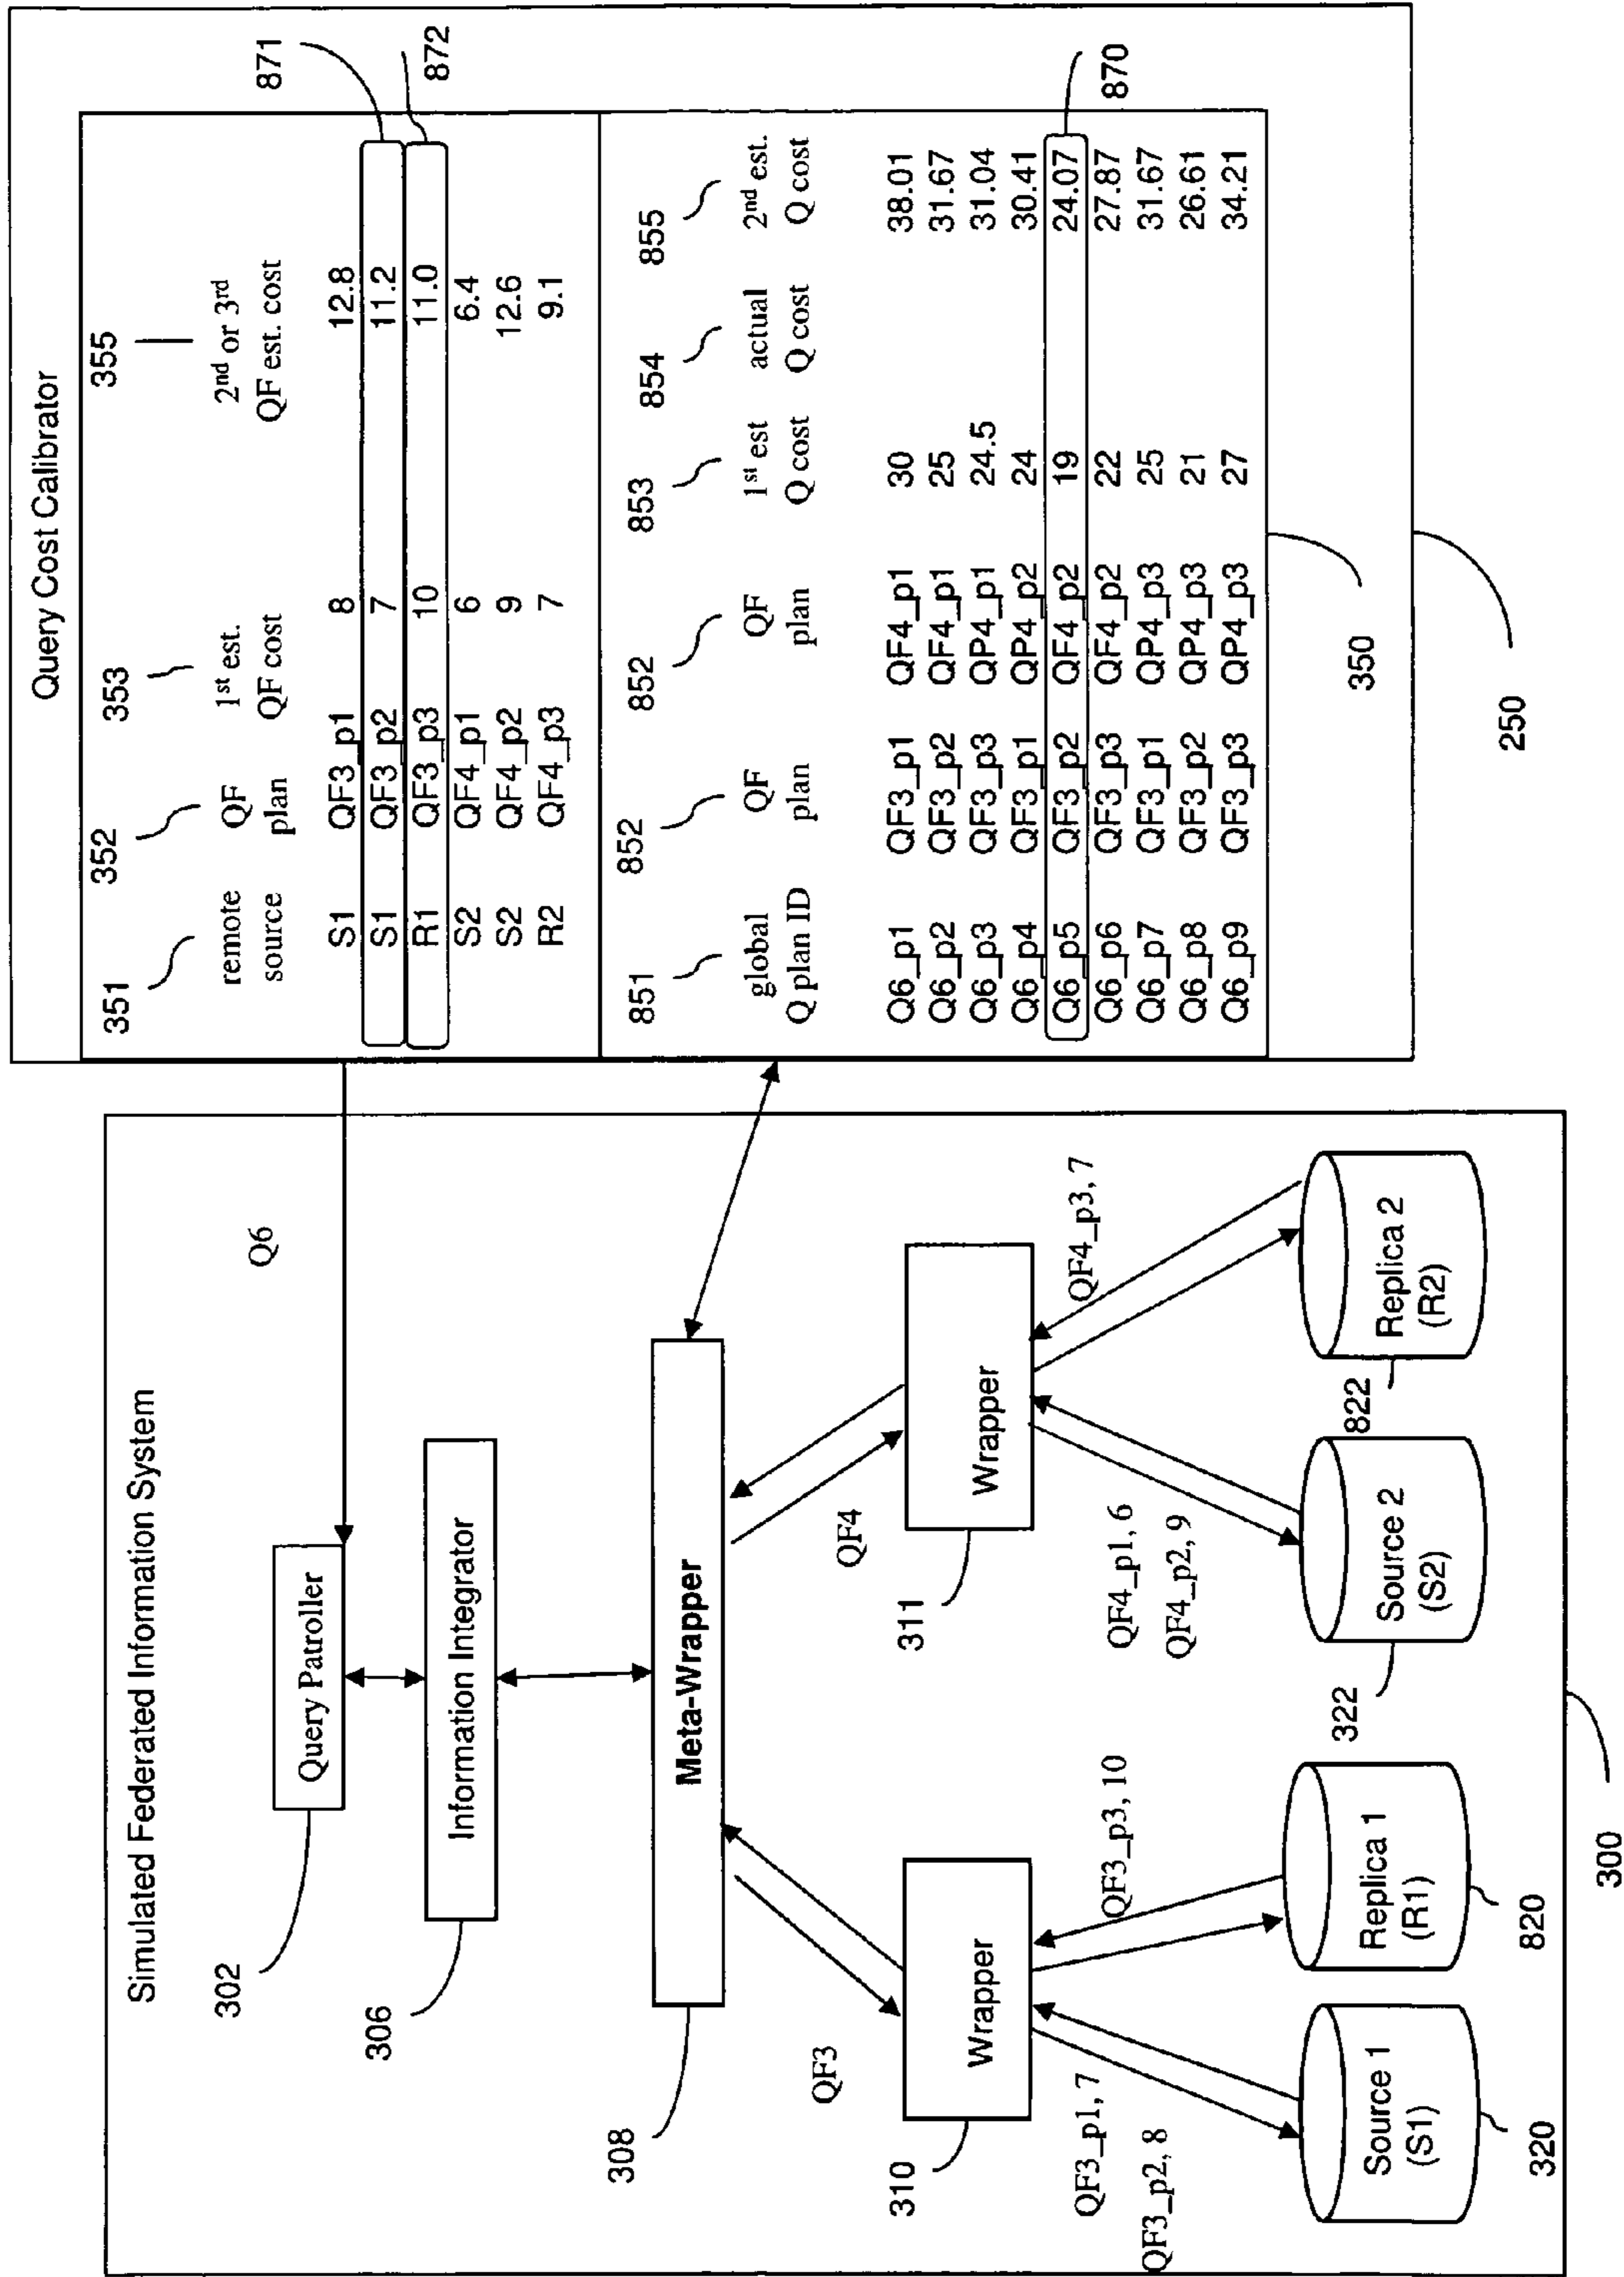 Simulated Federated Information System
302
Query Patroller
Q6
306
Information Integrator
308
Meta-Wrapper
QF3
QF4
310
Wrapper
311
Wrapper
QF3_p1, 7
QF3_p2, 8
QF3_p3, 10
QF4_p1, 6
QF4_p2, 9
QF4_p3, 7
Source 1
(S1)
Replica 1
(R1)
Source 2
(S2)
Replica 2
(R2)
320
820
322
822
300
Query Cost Calibrator
351 352 353 355
remote source QF plan 1st est. QF cost 2nd or 3rd QF est. cost
S1 QF3_p1 8 12.8
S1 QF3_p2 7 11.2
R1 QF3_p3 10 11.0
S2 QF4_p1 6 6.4
S2 QF4_p2 9 12.6
R2 QF4_p3 7 9.1
871
872
851 852 852 853 854 855
global Q plan ID QF plan QF plan 1st est Q cost actual Q cost 2nd est. Q cost
Q6_p1 QF3_p1 QF4_p1 30 38.01
Q6_p2 QF3_p2 QF4_p1 25 31.67
Q6_p3 QF3_p3 QP4_p1 24.5 31.04
Q6_p4 QF3_p1 QP4_p2 24 30.41
Q6_p5 QF3_p2 QF4_p2 19 24.07
Q6_p6 QF3_p3 QF4_p2 22 27.87
Q6_p7 QF3_p1 QP4_p3 25 31.67
Q6_p8 QF3_p2 QP4_p3 21 26.61
Q6_p9 QF3_p3 QP4_p3 27 34.21
870
350
250